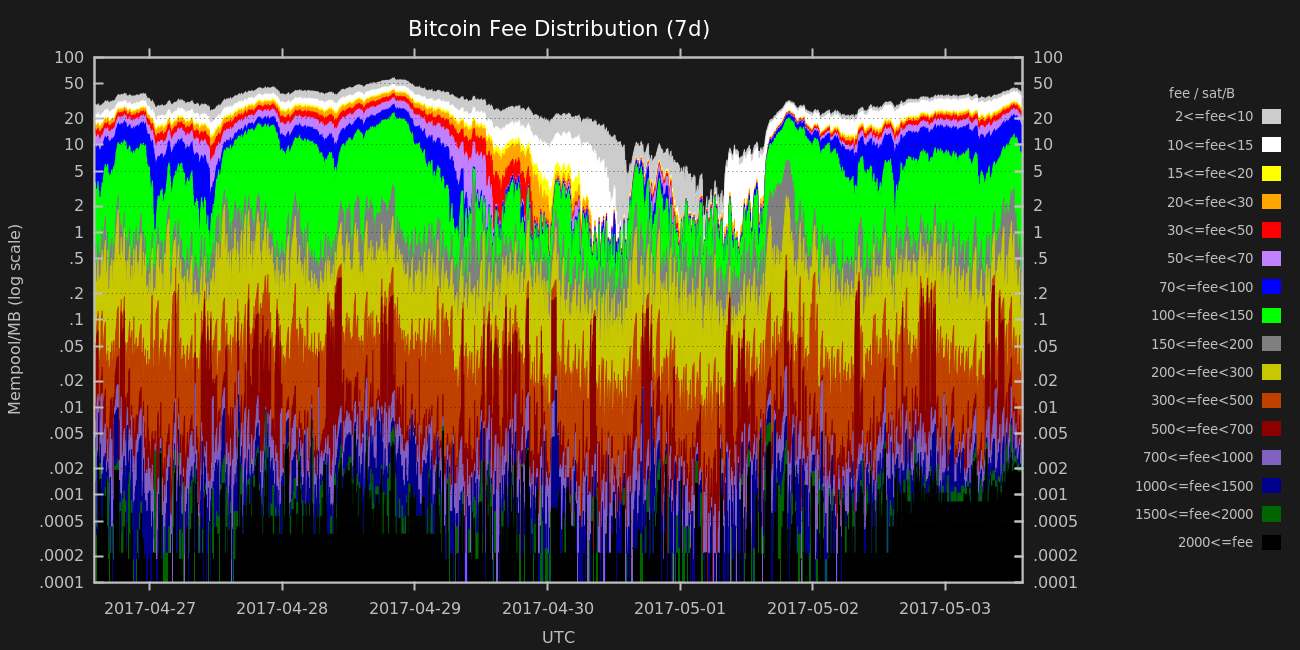 Bitcoin Fee Distribution (7d)
Mempool/MB (log scale)
100
50
20
10
5
2
1
.5
.2
.1
.05
.02
.01
.005
.002
.001
.0005
.0002
.0001
100
50
20
10
5
2
1
.5
.2
.1
.05
.02
.01
.005
.002
.001
.0005
.0002
.0001
2017-04-27 2017-04-28 2017-04-29 2017-04-30 2017-05-01 2017-05-02 2017-05-03
UTC
fee / sat/B
2<=fee<10
10<=fee<15
15<=fee<20
20<=fee<30
30<=fee<50
50<=fee<70
70<=fee<100
100<=fee<150
150<=fee<200
200<=fee<300
300<=fee<500
500<=fee<700
700<=fee<1000
1000<=fee<1500
1500<=fee<2000
2000<=fee